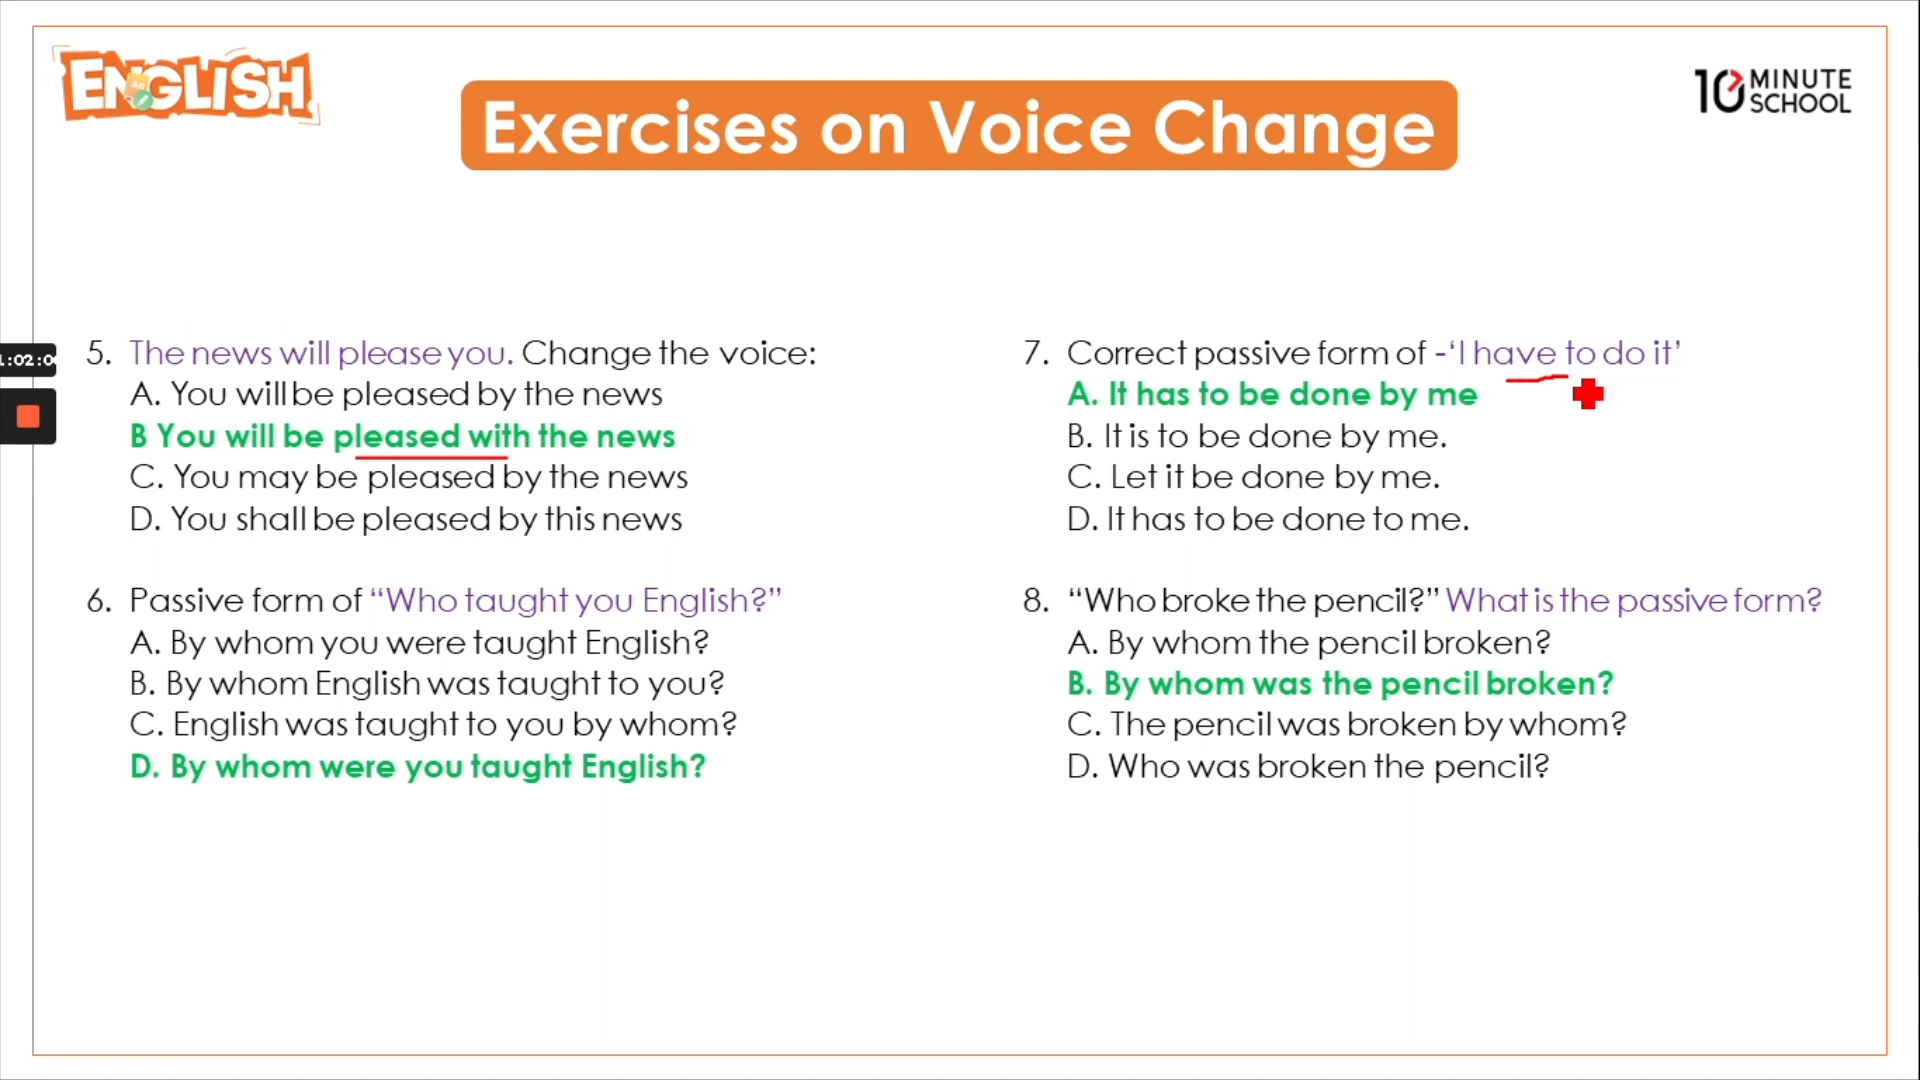 ENGLISH
10 MINUTE SCHOOL
Exercises on Voice Change
5. The news will please you. Change the voice:
A. You will be pleased by the news
B You will be pleased with the news
C. You may be pleased by the news
D. You shall be pleased by this news
6. Passive form of “Who taught you English?”
A. By whom you were taught English?
B. By whom English was taught to you?
C. English was taught to you by whom?
D. By whom were you taught English?
7. Correct passive form of -‘I have to do it’
A. It has to be done by me
B. It is to be done by me.
C. Let it be done by me.
D. It has to be done to me.
8. “Who broke the pencil?” What is the passive form?
A. By whom the pencil broken?
B. By whom was the pencil broken?
C. The pencil was broken by whom?
D. Who was broken the pencil?